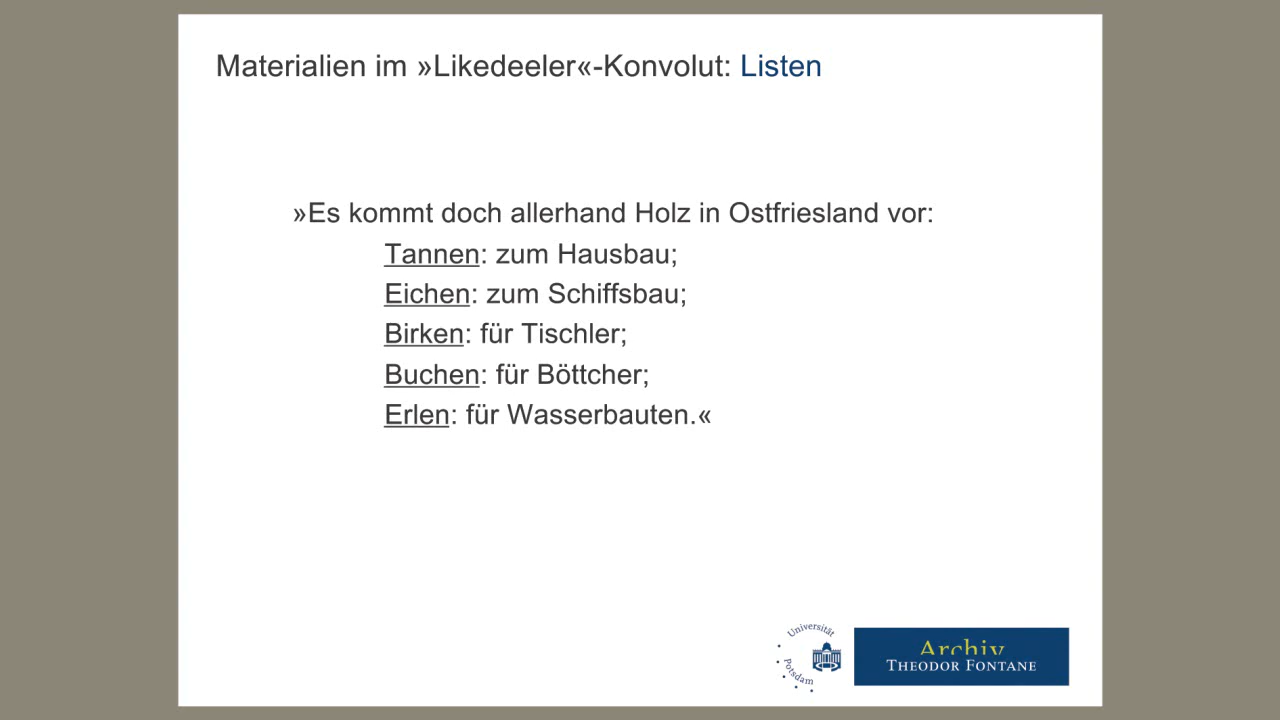 Materialien im »Likedeeler«-Konvolut: Listen
»Es kommt doch allerhand Holz in Ostfriesland vor:
Tannen: zum Hausbau;
Eichen: zum Schiffsbau;
Birken: für Tischler;
Buchen: für Böttcher;
Erlen: für Wasserbauten.«
Universität
Potsdam
Archiv
THEODOR FONTANE